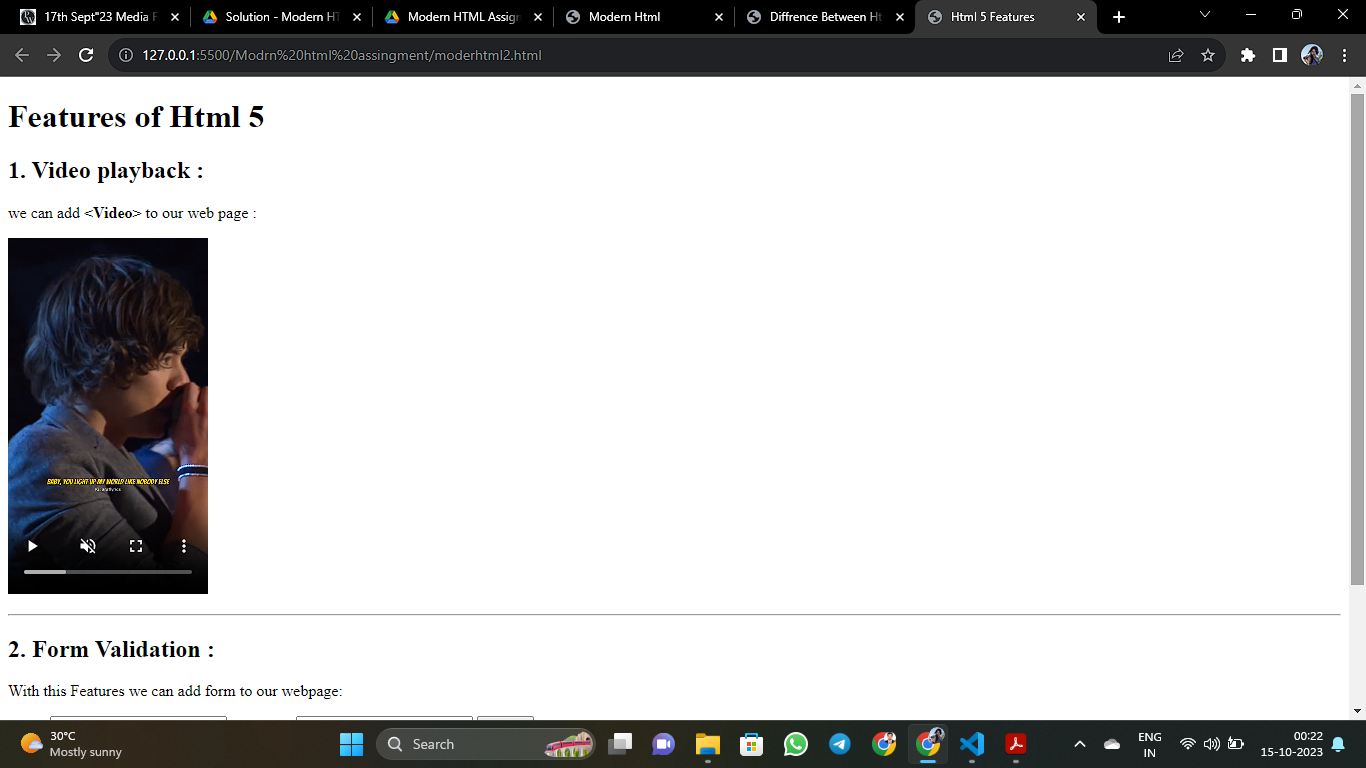 17th Sept"23 Media F
Solution - Modern HT
Modern HTML Assign
Modern Html
Diffrence Between Ht
Html 5 Features
127.0.0.1:5500/Modrn%20html%20assingment/moderhtml2.html
Features of Html 5
1. Video playback :
we can add <Video> to our web page :
BABY, YOU LIGHT UP MY WORLD LIKE NOBODY ELSE
2. Form Validation :
With this Features we can add form to our webpage:
30°C
Mostly sunny
Search
ENG
IN
00:22
15-10-2023